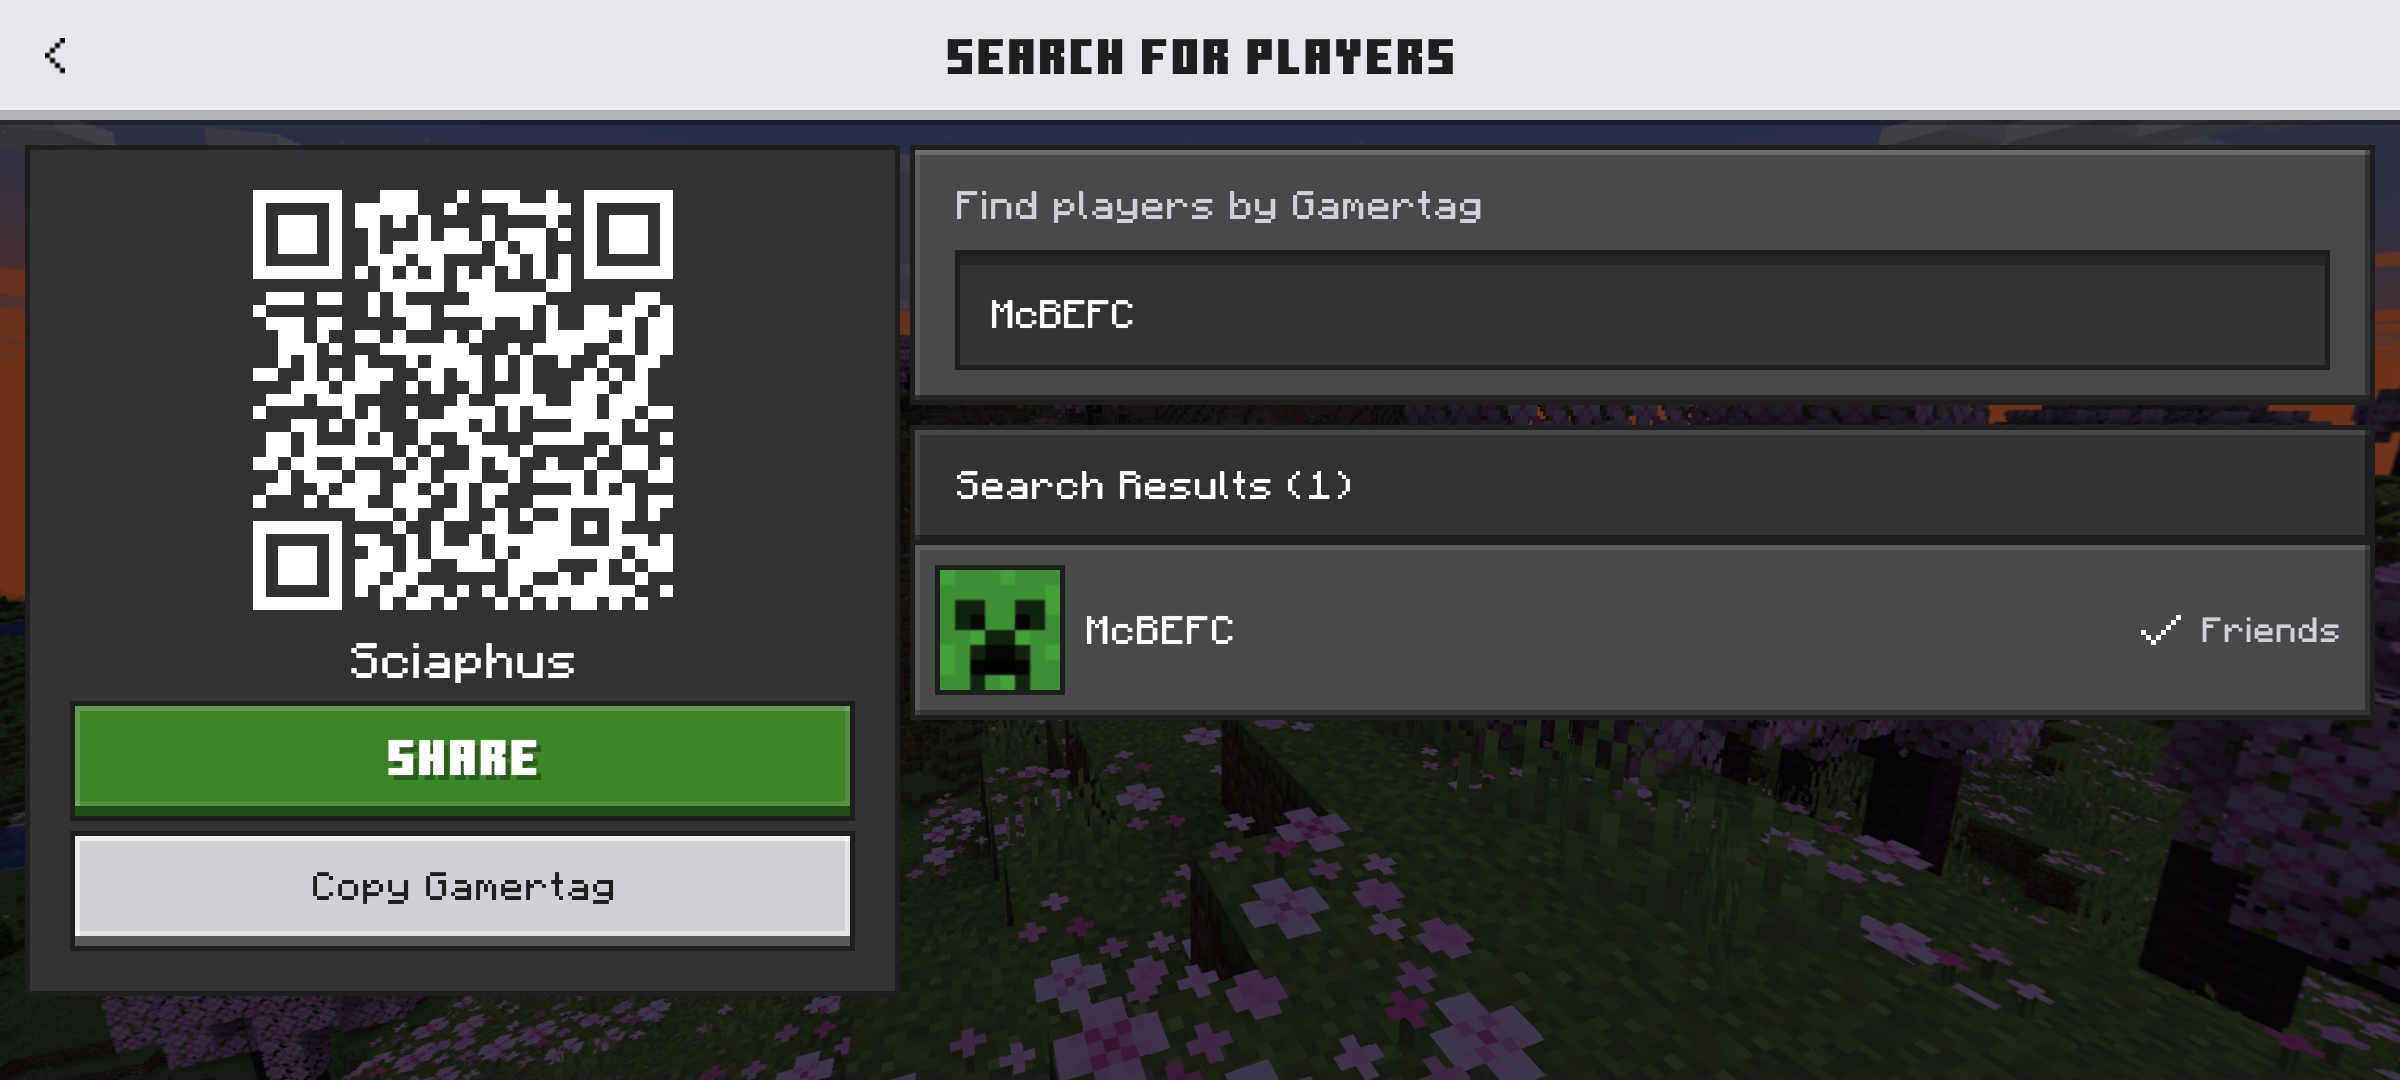 SEARCH FOR PLAYERS
Sciaphus
SHARE
Copy Gamertag
Find players by Gamertag
McBEFC
Search Results (1)
McBEFC
Friends